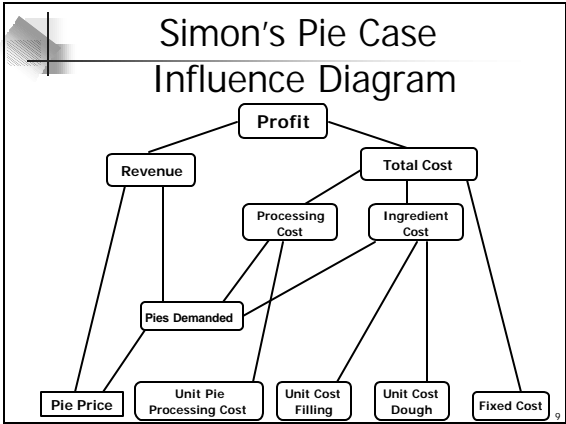 Simon's Pie Case
Influence Diagram
Profit
Revenue
Total Cost
Processing
Cost
Ingredient
Cost
Pies Demanded
Pie Price
Unit Pie
Processing Cost
Unit Cost
Filling
Unit Cost
Dough
Fixed Cost
9